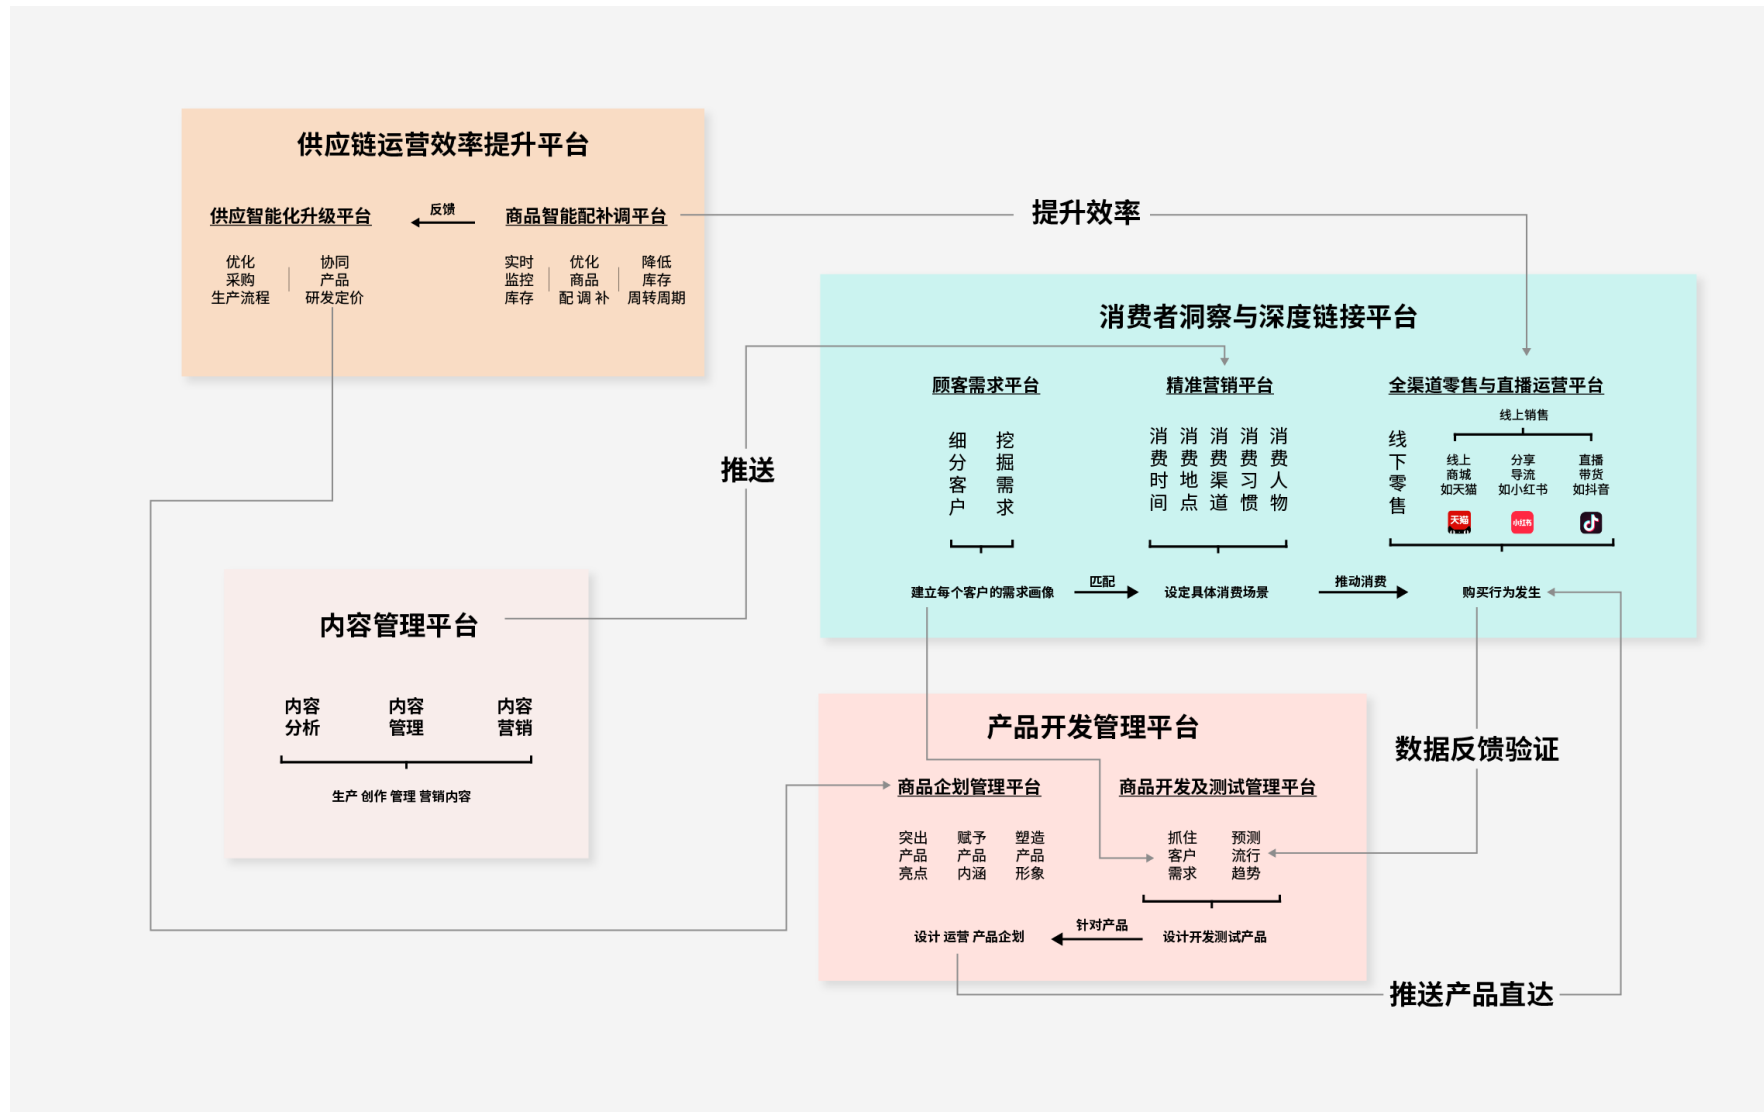 供应链运营效率提升平台
供应智能化升级平台
反馈
商品智能配补调平台
优化
采购
生产流程
协同
产品
研发定价
实时
监控
库存
优化
商品
配 调 补
降低
库存
周转周期
提升效率
消费者洞察与深度链接平台
顾客需求平台
细分客户
挖掘需求
建立每个客户的需求画像
匹配
精准营销平台
消费时间
消费地点
消费渠道
消费习惯
消费人物
设定具体消费场景
推动消费
全渠道零售与直播运营平台
线下零售
线上销售
线上
商城
如天猫
分享
导流
如小红书
直播
带货
如抖音
天猫
小红书
购买行为发生
推送
内容管理平台
内容
分析
内容
管理
内容
营销
生产 创作 管理 营销内容
产品开发管理平台
商品企划管理平台
突出
产品
亮点
赋予
产品
内涵
塑造
产品
形象
设计 运营 产品企划
针对产品
商品开发及测试管理平台
抓住
客户
需求
预测
流行
趋势
设计开发测试产品
数据反馈验证
推送产品直达